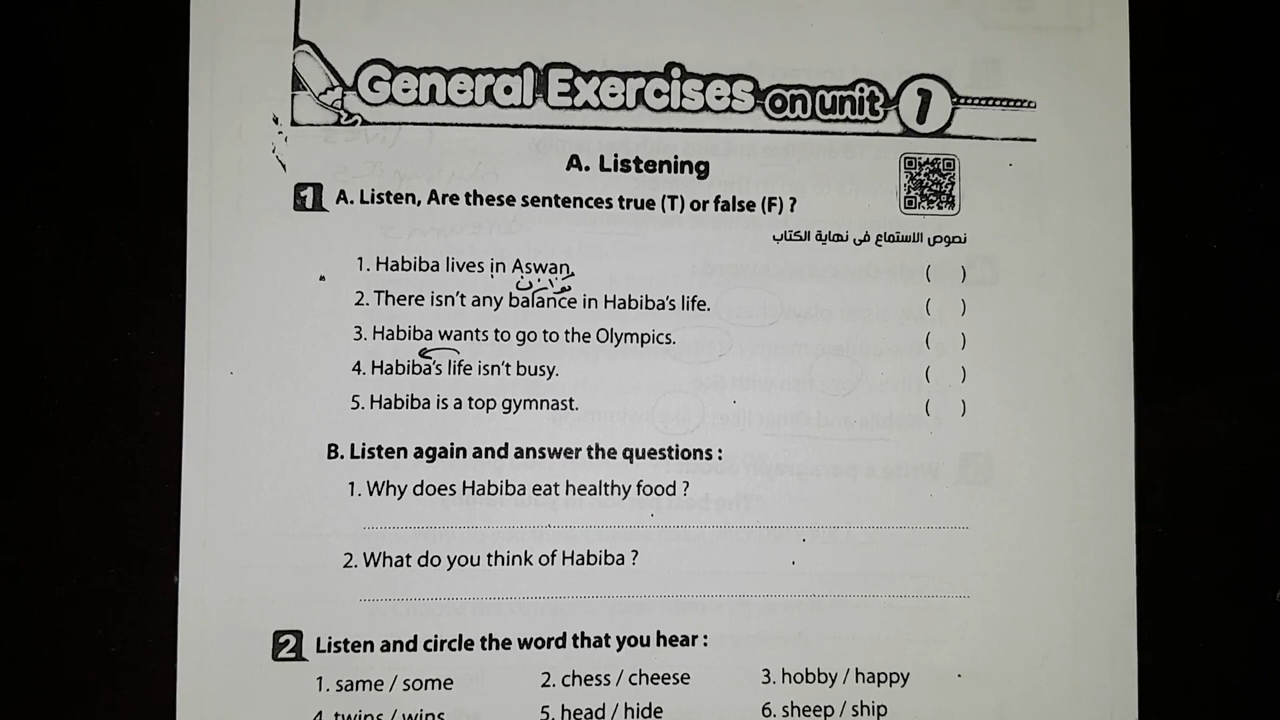 General Exercises on unit 1
A. Listening
1 A. Listen, Are these sentences true (T) or false (F) ?
نصوص الاستماع فى نهاية الكتاب
1. Habiba lives in Aswan. ( )
توازن
2. There isn't any balance in Habiba's life. ( )
3. Habiba wants to go to the Olympics. ( )
4. Habiba's life isn't busy. ( )
5. Habiba is a top gymnast. ( )
B. Listen again and answer the questions :
1. Why does Habiba eat healthy food ?
2. What do you think of Habiba ?
2 Listen and circle the word that you hear :
1. same / some 2. chess / cheese 3. hobby / happy
4. twins / wins 5. head / hide 6. sheep / ship